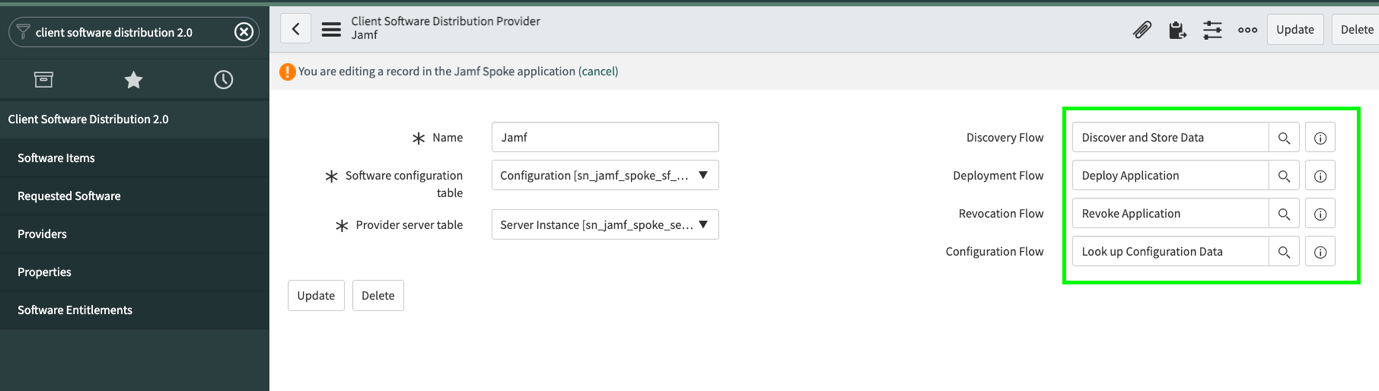 client software distribution 2.0
Client Software Distribution 2.0
Software Items
Requested Software
Providers
Properties
Software Entitlements
Client Software Distribution Provider
Jamf
Update
Delete
You are editing a record in the Jamf Spoke application (cancel)
Name
Jamf
Software configuration
table
Configuration [sn_jamf_spoke_sf_...
Provider server table
Server Instance [sn_jamf_spoke_se...
Discovery Flow
Discover and Store Data
Deployment Flow
Deploy Application
Revocation Flow
Revoke Application
Configuration Flow
Look up Configuration Data
Update
Delete